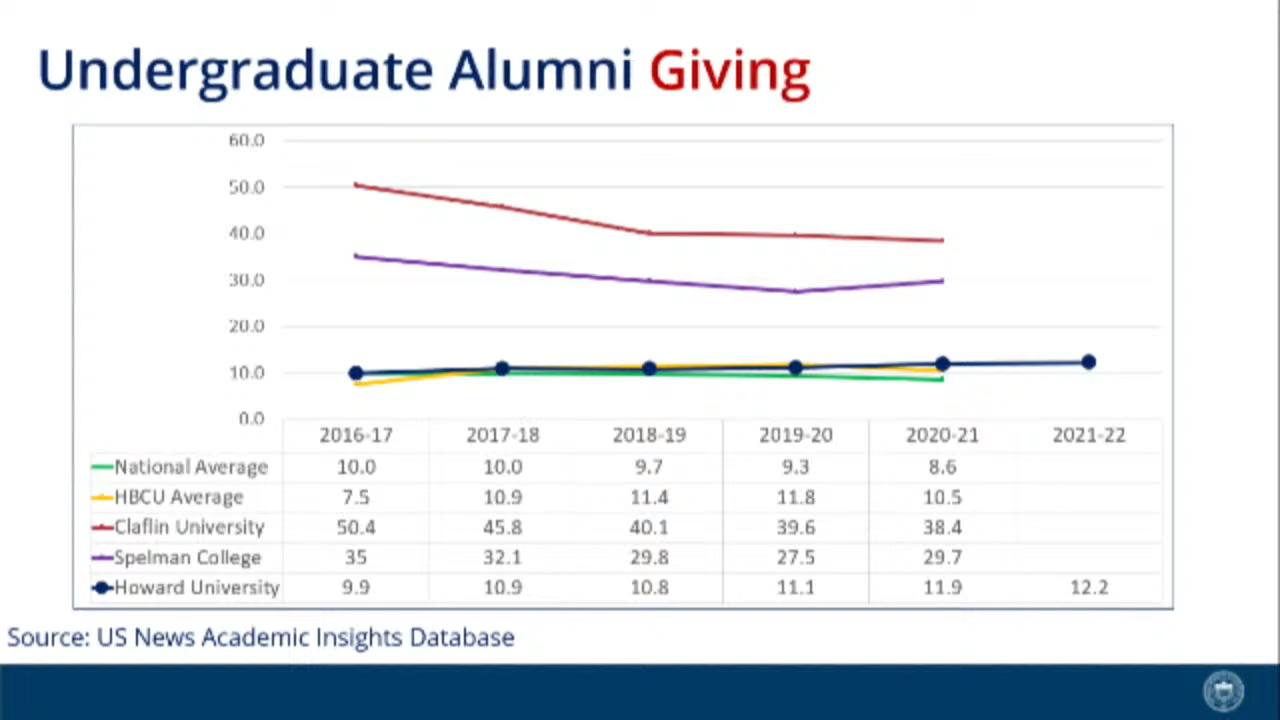 Undergraduate Alumni Giving
60.0
50.0
40.0
30.0
20.0
10.0
0.0
2016-17 2017-18 2018-19 2019-20 2020-21 2021-22
National Average 10.0 10.0 9.7 9.3 8.6
HBCU Average 7.5 10.9 11.4 11.8 10.5
Claflin University 50.4 45.8 40.1 39.6 38.4
Spelman College 35 32.1 29.8 27.5 29.7
Howard University 9.9 10.9 10.8 11.1 11.9 12.2
Source: US News Academic Insights Database